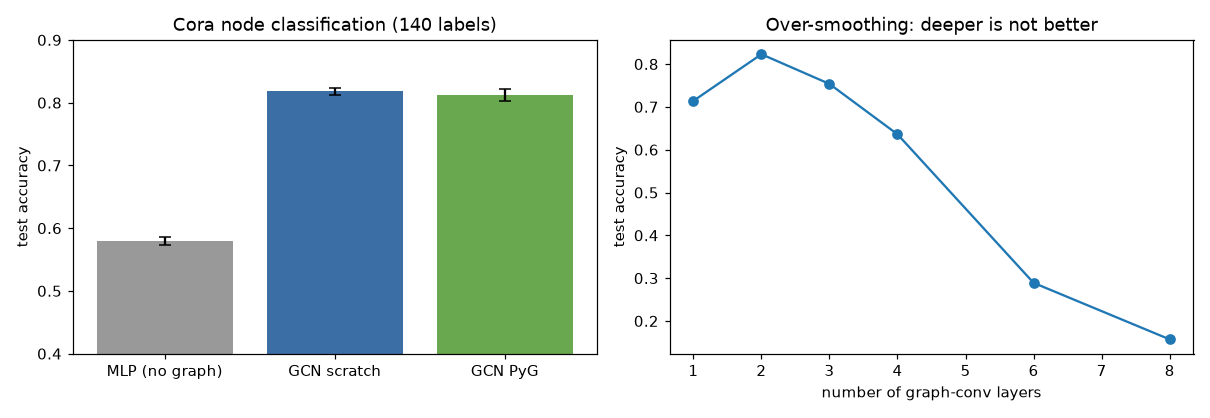 Cora node classification (140 labels)
test accuracy
0.9
0.8
0.7
0.6
0.5
0.4
MLP (no graph)
GCN scratch
GCN PyG
Over-smoothing: deeper is not better
test accuracy
0.8
0.7
0.6
0.5
0.4
0.3
0.2
1
2
3
4
5
6
7
8
number of graph-conv layers